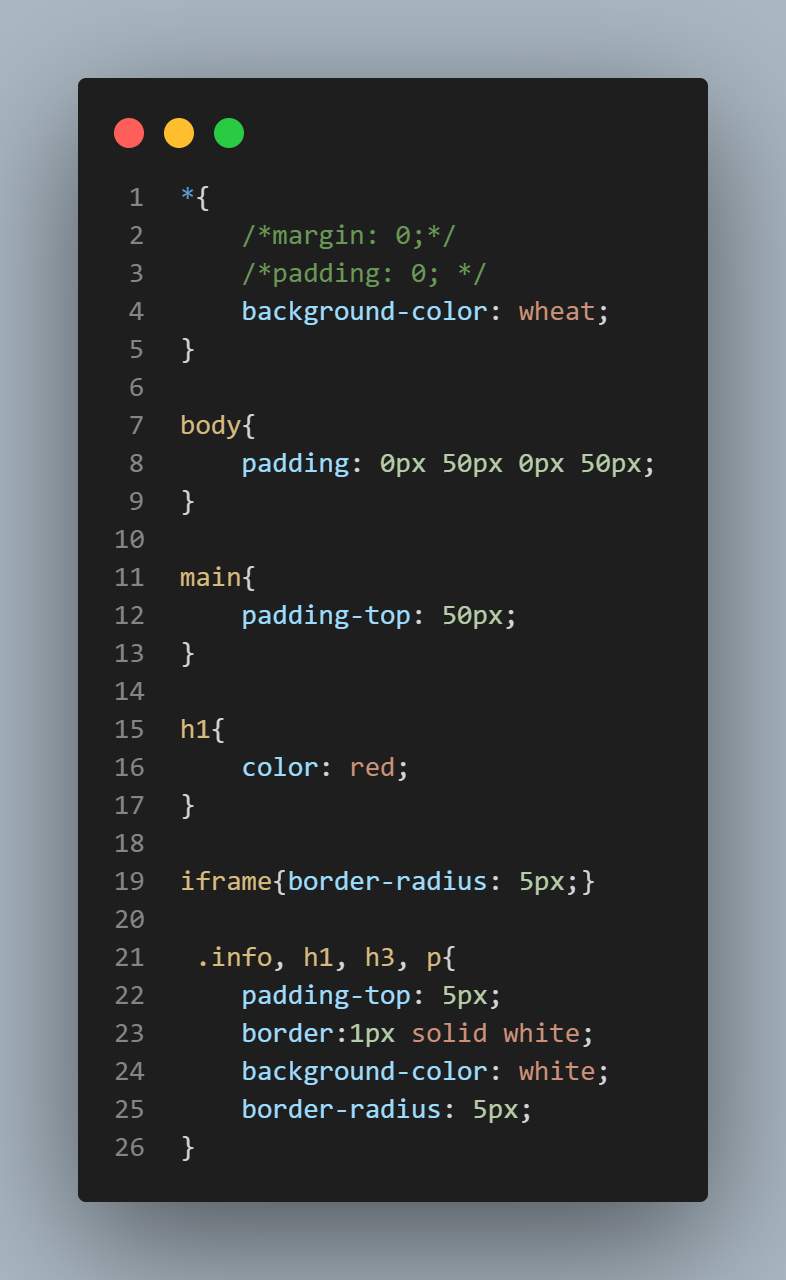 1 *{
2     /*margin: 0;*/
3     /*padding: 0; */
4     background-color: wheat;
5 }
6
7 body{
8     padding: 0px 50px 0px 50px;
9 }
10
11 main{
12     padding-top: 50px;
13 }
14
15 h1{
16     color: red;
17 }
18
19 iframe{border-radius: 5px;}
20
21  .info, h1, h3, p{
22     padding-top: 5px;
23     border:1px solid white;
24     background-color: white;
25     border-radius: 5px;
26 }